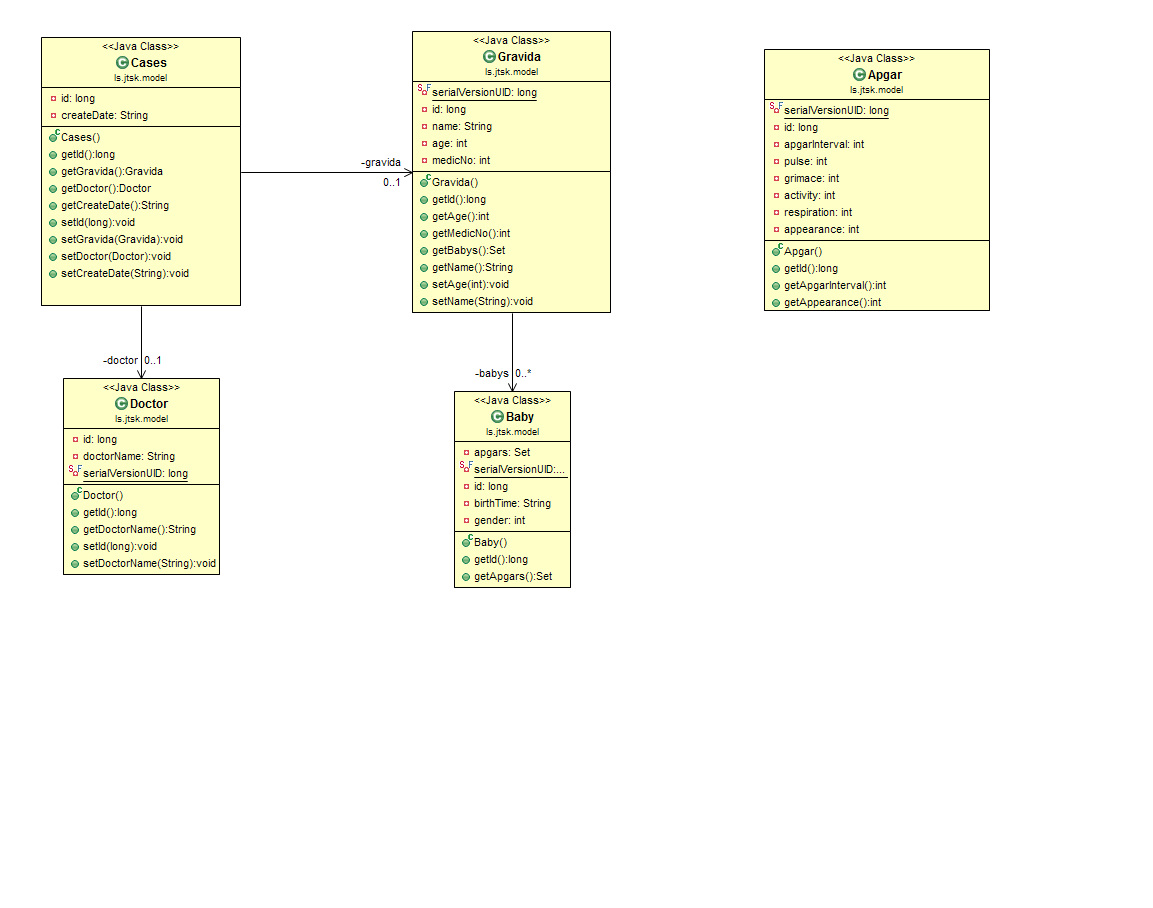 <<Java Class>>
Cases
ls.jtsk.model
id: long
createDate: String
Cases()
getId():long
getGravida():Gravida
getDoctor():Doctor
getCreateDate():String
setId(long):void
setGravida(Gravida):void
setDoctor(Doctor):void
setCreateDate(String):void
-gravida
0..1
<<Java Class>>
Gravida
ls.jtsk.model
serialVersionUID: long
id: long
name: String
age: int
medicNo: int
Gravida()
getId():long
getAge():int
getMedicNo():int
getBabys():Set
getName():String
setAge(int):void
setName(String):void
<<Java Class>>
Apgar
ls.jtsk.model
serialVersionUID: long
id: long
apgarInterval: int
pulse: int
grimace: int
activity: int
respiration: int
appearance: int
Apgar()
getId():long
getApgarInterval():int
getAppearance():int
-doctor 0..1
<<Java Class>>
Doctor
ls.jtsk.model
id: long
doctorName: String
serialVersionUID: long
Doctor()
getId():long
getDoctorName():String
setId(long):void
setDoctorName(String):void
-babys 0..*
<<Java Class>>
Baby
ls.jtsk.model
apgars: Set
serialVersionUID:...
id: long
birthTime: String
gender: int
Baby()
getId():long
getApgars():Set